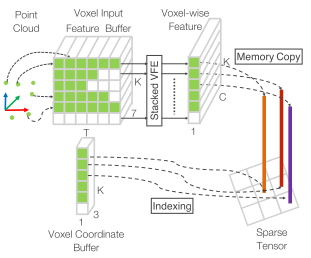 Point
Cloud
Voxel Input
Feature Buffer
Voxel-wise
Feature
K
T
7
Stacked VFE
K
C
1
Memory Copy
K
1
3
Voxel Coordinate
Buffer
Indexing
Sparse
Tensor